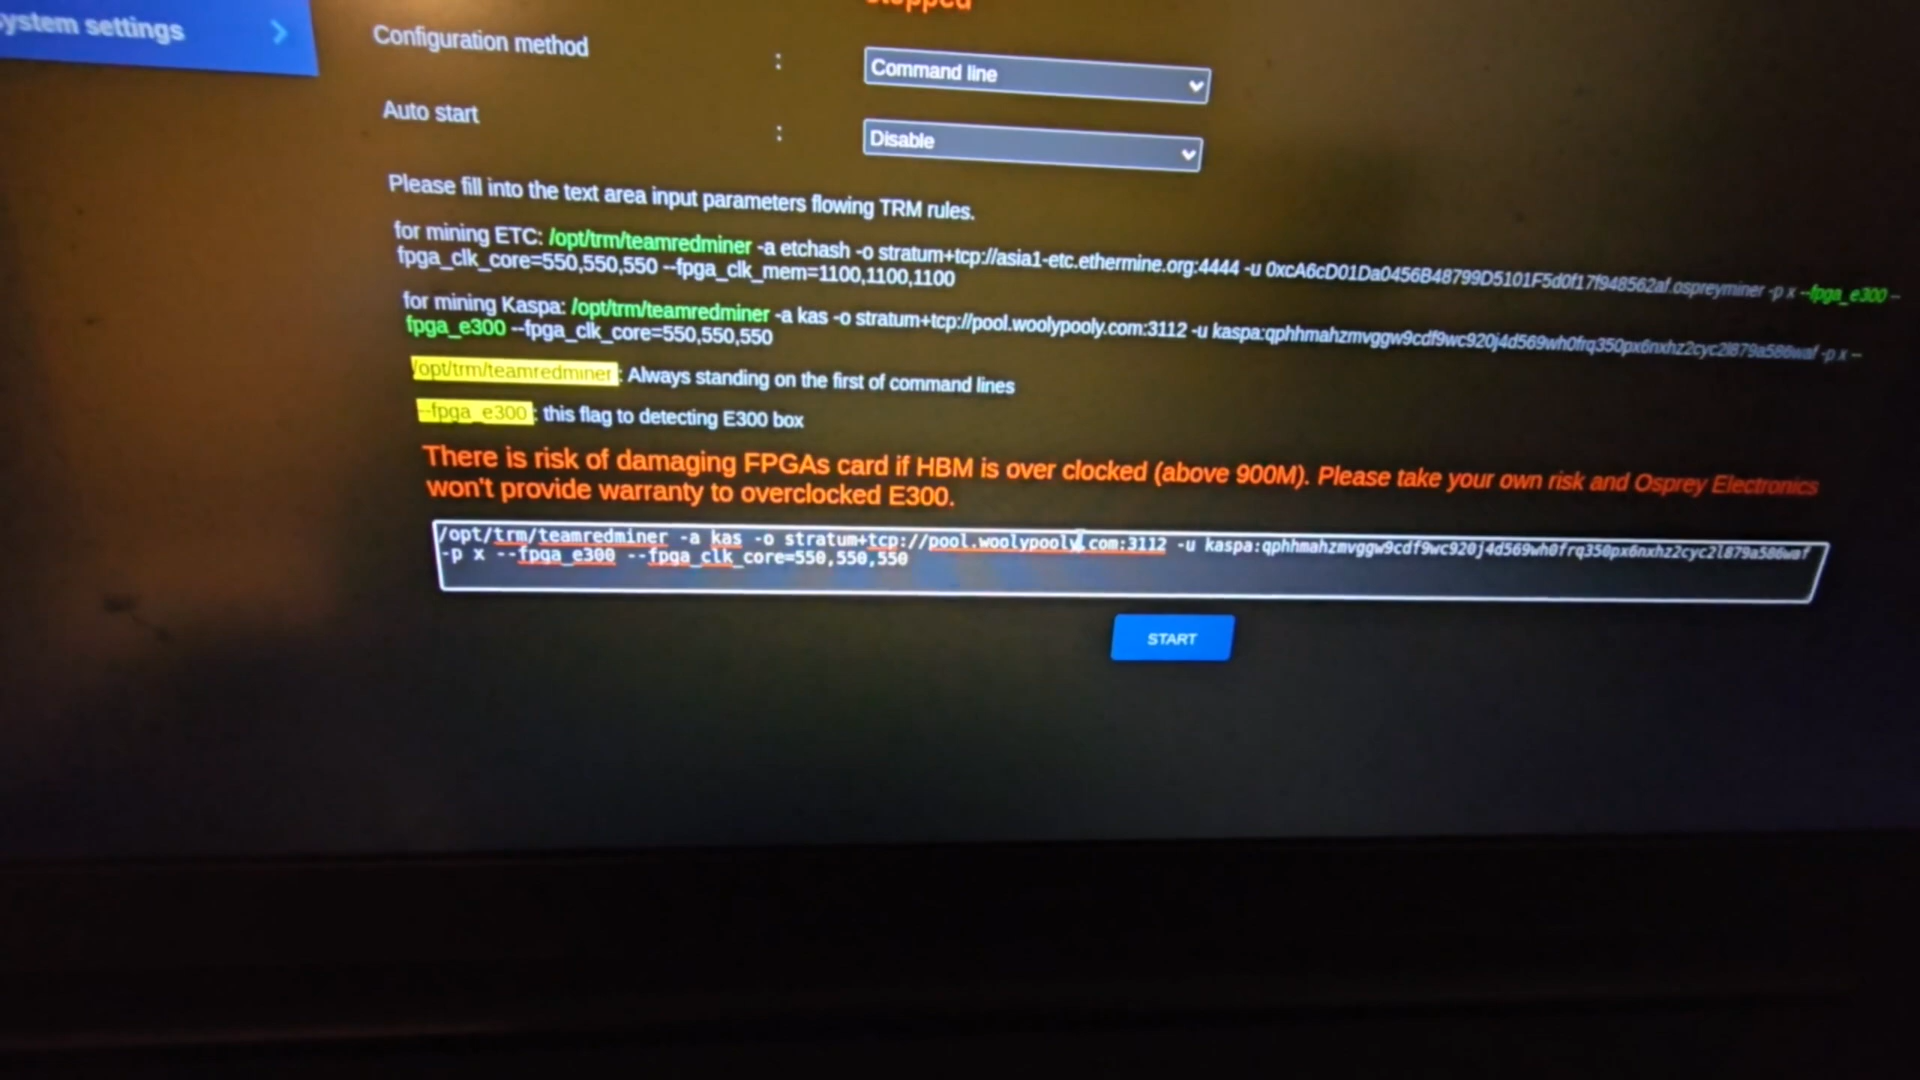 stopped
ystem settings
Configuration method :
Command line
Auto start :
Disable
Please fill into the text area input parameters flowing TRM rules.
for mining ETC: /opt/trm/teamredminer -a etchash -o stratum+tcp://asia1-etc.ethermine.org:4444 -u 0xcA6cD01Da0456B48799D5101F5d0f17f948562af.ospreyminer -p x --fpga_e300 --
fpga_clk_core=550,550,550 --fpga_clk_mem=1100,1100,1100
for mining Kaspa: /opt/trm/teamredminer -a kas -o stratum+tcp://pool.woolypooly.com:3112 -u kaspa:qphhmahzmvggw9cdf9wc920j4d569wh0frq350px6nxhz2cyc2l879a586waf -p x --
fpga_e300 --fpga_clk_core=550,550,550
/opt/trm/teamredminer : Always standing on the first of command lines
--fpga_e300 : this flag to detecting E300 box
There is risk of damaging FPGAs card if HBM is over clocked (above 900M). Please take your own risk and Osprey Electronics
won't provide warranty to overclocked E300.
/opt/trm/teamredminer -a kas -o stratum+tcp://pool.woolypooly.com:3112 -u kaspa:qphhmahzmvggw9cdf9wc920j4d569wh0frq350px6nxhz2cyc2l879a586waf
-p x --fpga_e300 --fpga_clk_core=550,550,550
START